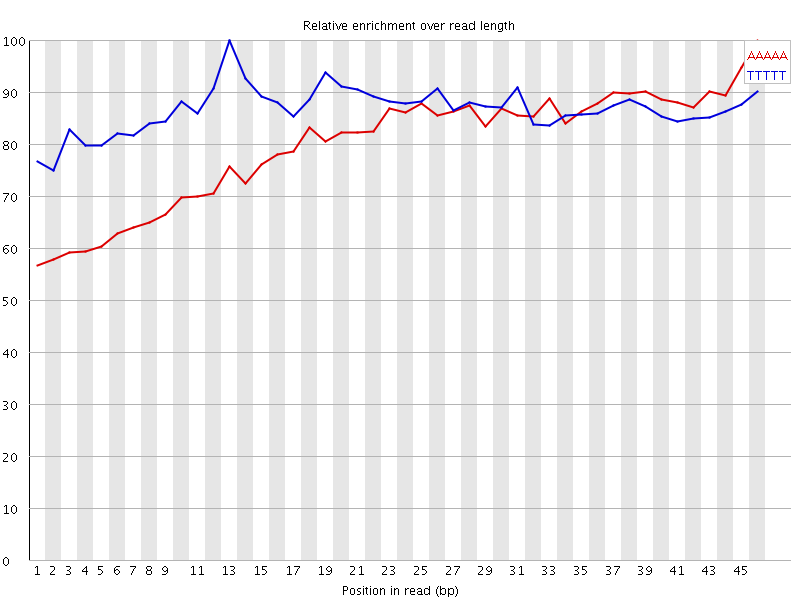 Relative enrichment over read length
100
90
80
70
60
50
40
30
20
10
0
AAAAA
TTTTT
1 2 3 4 5 6 7 8 9 11 13 15 17 19 21 23 25 27 29 31 33 35 37 39 41 43 45
Position in read (bp)